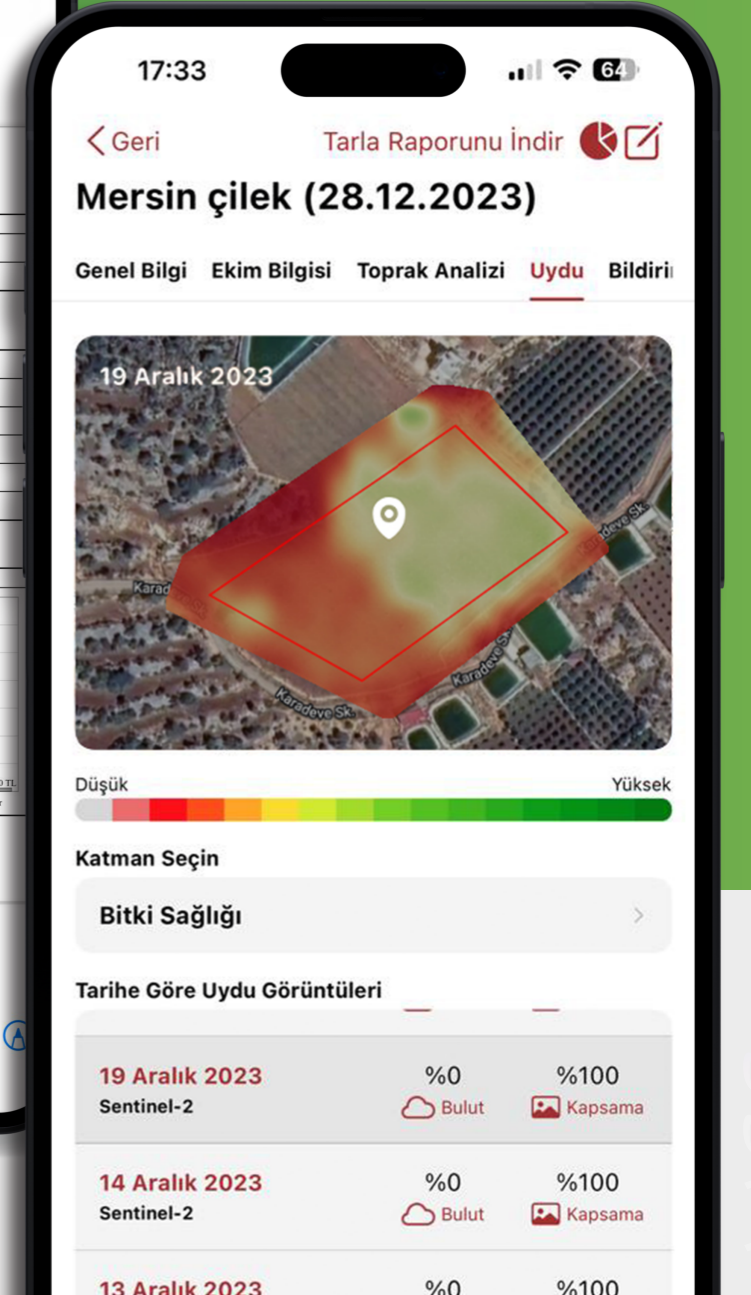 17:33
64
Geri
Tarla Raporunu İndir
Mersin çilek (28.12.2023)
Genel Bilgi Ekim Bilgisi Toprak Analizi Uydu Bildiri
19 Aralık 2023
Karadeve Sk.
Karadeve Sk.
Düşük Yüksek
TL
Katman Seçin
Bitki Sağlığı
Tarihe Göre Uydu Görüntüleri
19 Aralık 2023 %0 %100
Sentinel-2 Bulut Kapsama
14 Aralık 2023 %0 %100
Sentinel-2 Bulut Kapsama
13 Aralık 2023 %0 %100